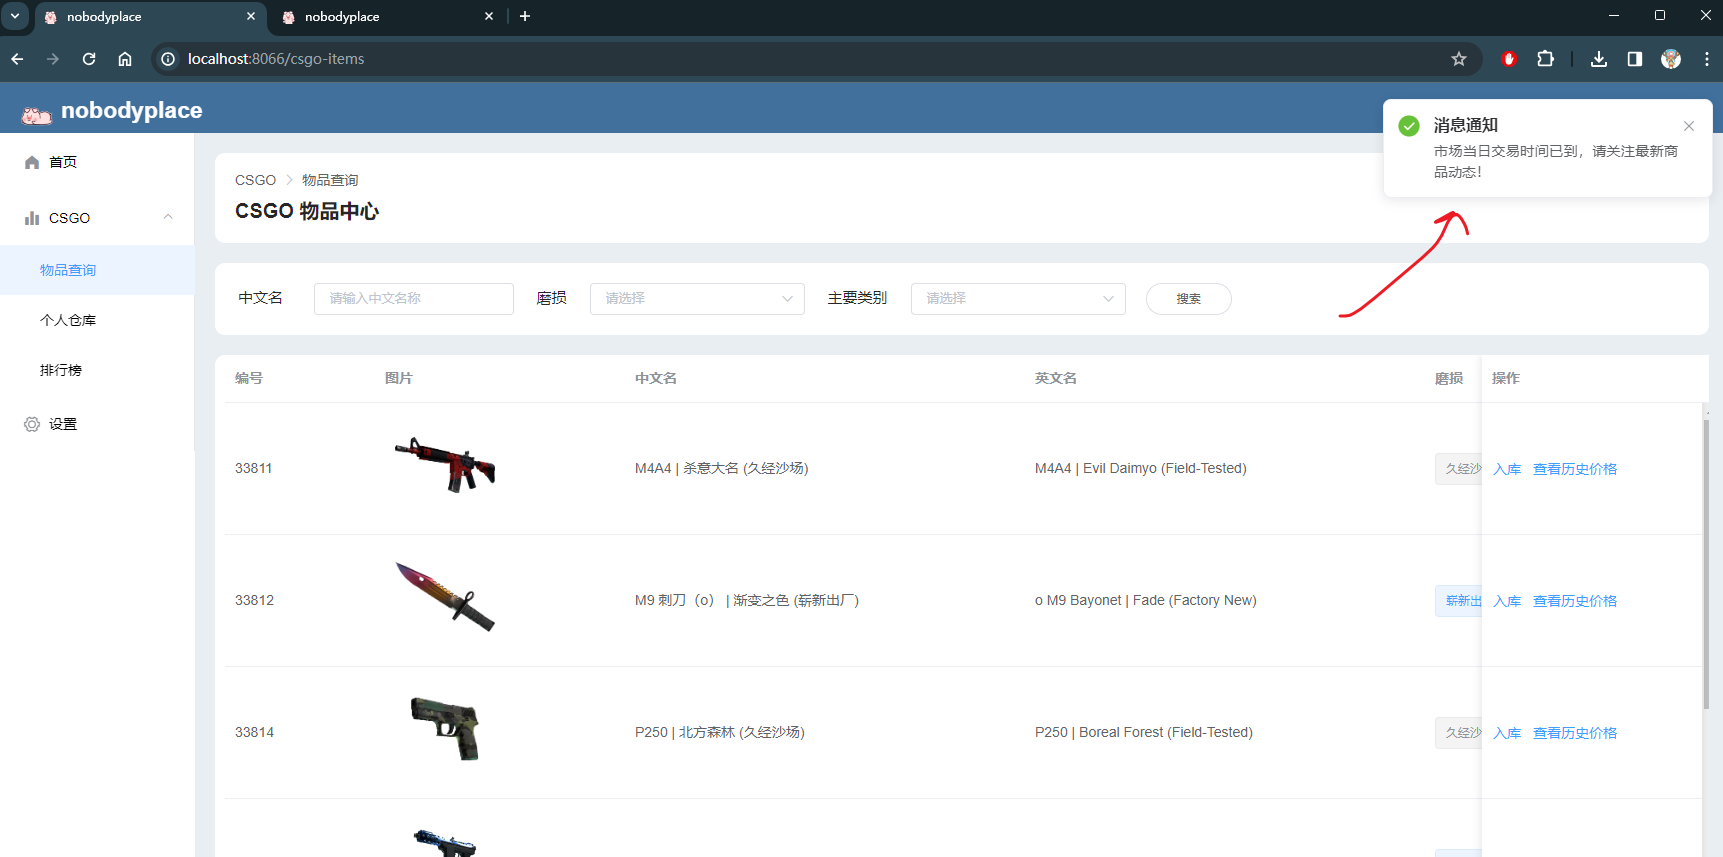 nobodyplace
nobodyplace
localhost:8066/csgo-items
nobodyplace
消息通知
市场当日交易时间已到，请关注最新商
品动态！
首页
CSGO
物品查询
个人仓库
排行榜
设置
CSGO
物品查询
CSGO 物品中心
中文名
请输入中文名称
磨损
请选择
主要类别
请选择
搜索
编号
图片
中文名
英文名
磨损
操作
33811
M4A4 | 杀意大名 (久经沙场)
M4A4 | Evil Daimyo (Field-Tested)
久经沙
入库
查看历史价格
33812
M9 刺刀（o） | 渐变之色 (崭新出厂)
o M9 Bayonet | Fade (Factory New)
崭新出
入库
查看历史价格
33814
P250 | 北方森林 (久经沙场)
P250 | Boreal Forest (Field-Tested)
久经沙
入库
查看历史价格